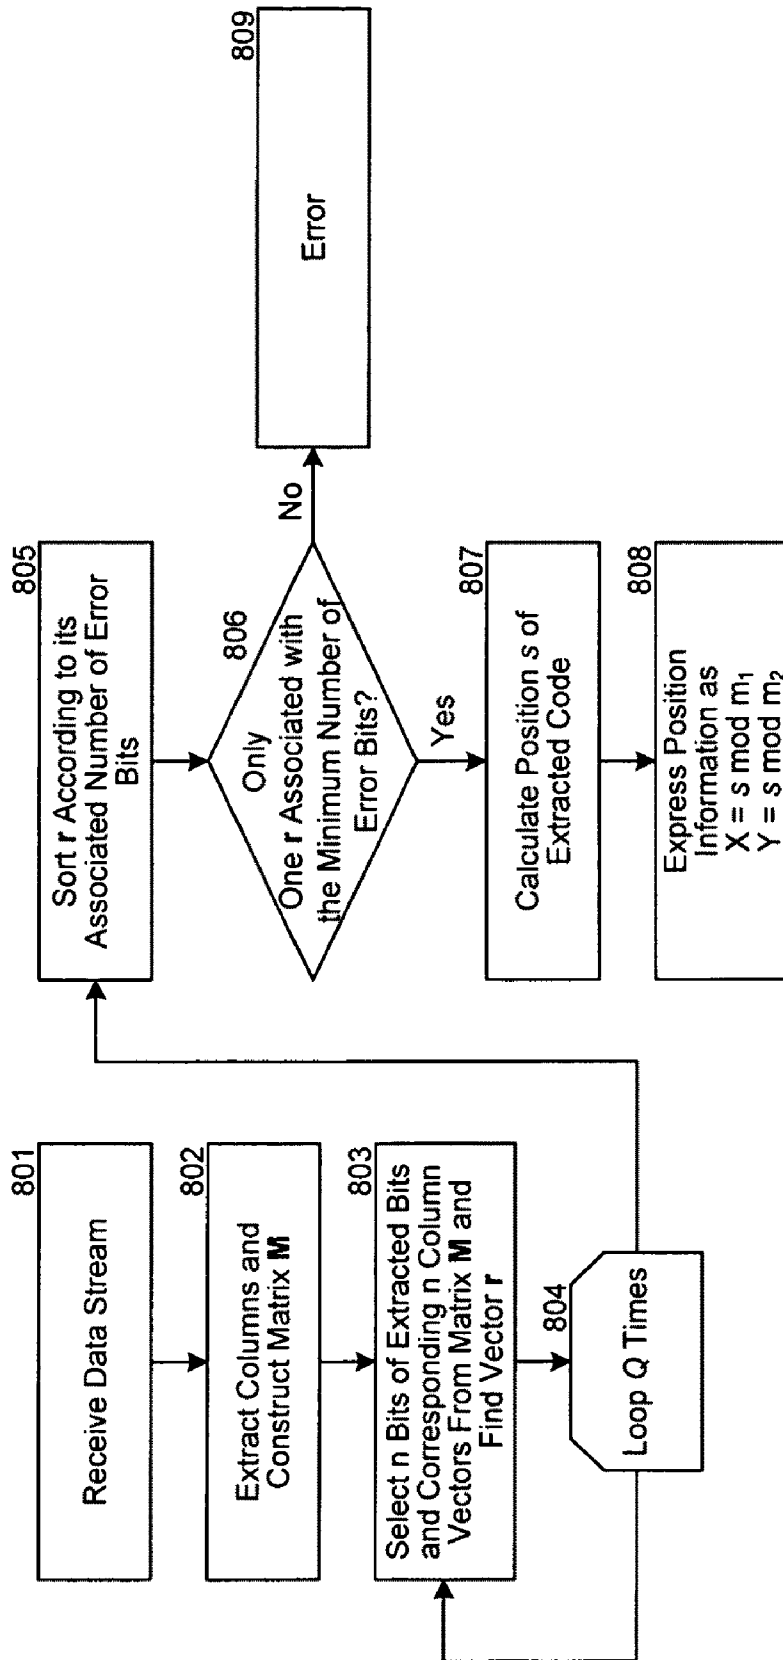 801
Receive Data Stream
802
Extract Columns and
Construct Matrix M
803
Select n Bits of Extracted Bits
and Corresponding n Column
Vectors From Matrix M and
Find Vector r
804
Loop Q Times
805
Sort r According to its
Associated Number of Error
Bits
806
Only
One r Associated with
the Minimum Number of
Error Bits?
No
809
Error
Yes
807
Calculate Position s of
Extracted Code
808
Express Position
Information as
X = s mod m₁
Y = s mod m₂